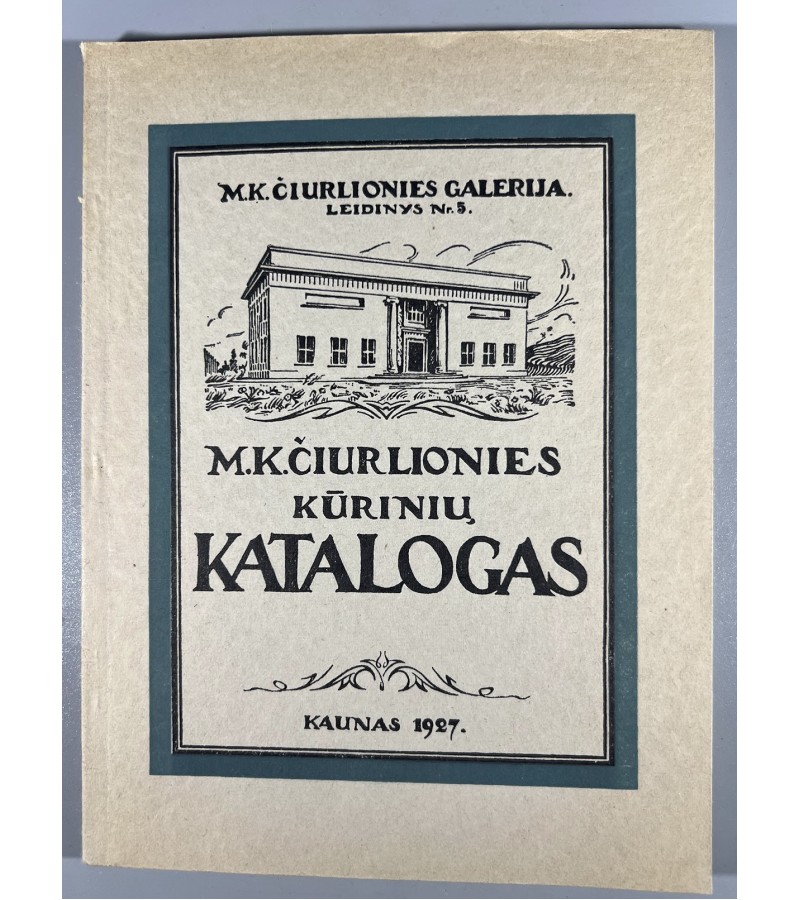 M.K. ČIURLIONIES GALERIJA.
LEIDINYS Nr. 5.
M.K. ČIURLIONIES
KŪRINIŲ
KATALOGAS
KAUNAS 1927.